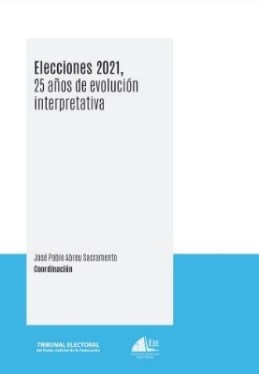 Elecciones 2021,
25 años de evolución
interpretativa
José Pablo Abreu Sacramento
Coordinación
TRIBUNAL ELECTORAL
del Poder Judicial de la Federación
EJE